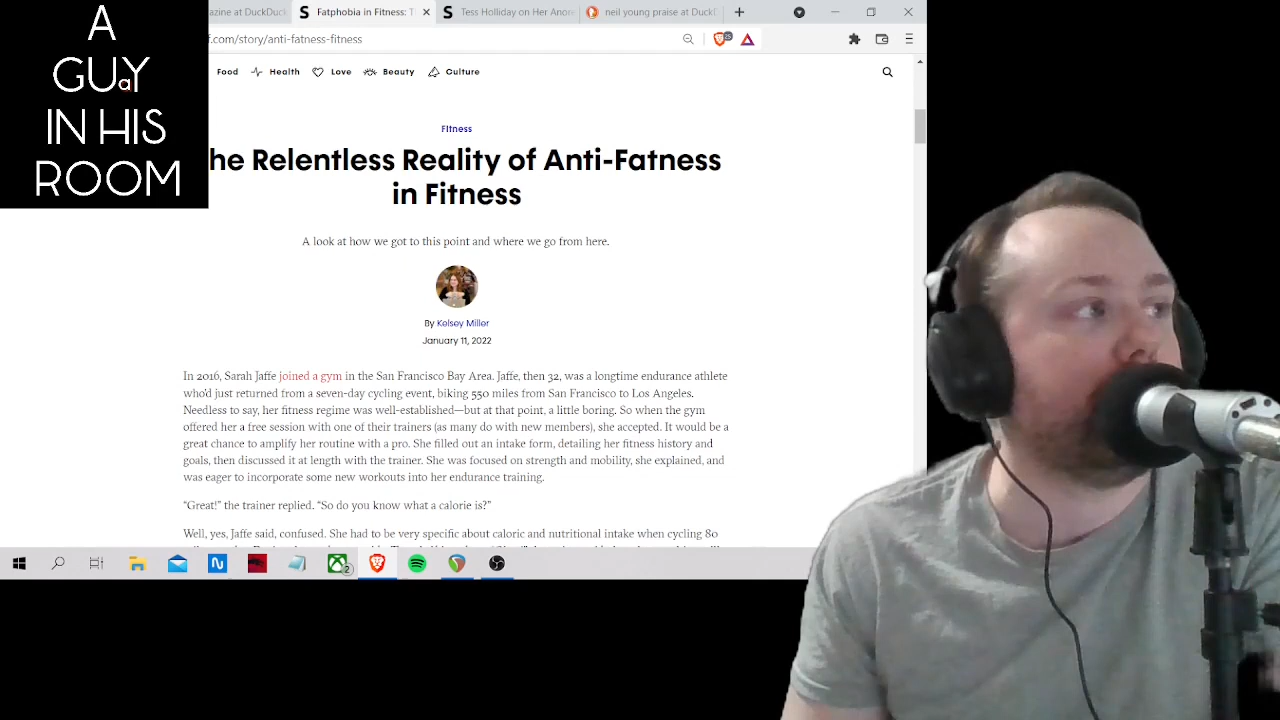 A
GUY
a
IN HIS
ROOM
azine at DuckDuck
Fatphobia in Fitness: T
Tess Holliday on Her Anore
neil young praise at DuckD
f.com/story/anti-fatness-fitness
Food
Health
Love
Beauty
Culture
Fitness
he Relentless Reality of Anti-Fatness
in Fitness
A look at how we got to this point and where we go from here.
By Kelsey Miller
January 11, 2022
In 2016, Sarah Jaffe joined a gym in the San Francisco Bay Area. Jaffe, then 32, was a longtime endurance athlete
who'd just returned from a seven-day cycling event, biking 550 miles from San Francisco to Los Angeles.
Needless to say, her fitness regime was well-established—but at that point, a little boring. So when the gym
offered her a free session with one of their trainers (as many do with new members), she accepted. It would be a
great chance to amplify her routine with a pro. She filled out an intake form, detailing her fitness history and
goals, then discussed it at length with the trainer. She was focused on strength and mobility, she explained, and
was eager to incorporate some new workouts into her endurance training.
“Great!” the trainer replied. “So do you know what a calorie is?”
Well, yes, Jaffe said, confused. She had to be very specific about caloric and nutritional intake when cycling 80